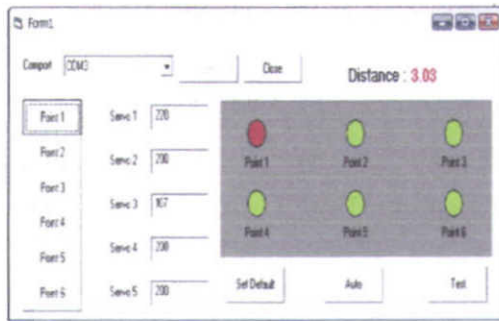 Form1
Comport COM3 Close Distance : 3.03
Point 1 Servo 1 220
Point 2 Servo 2 200
Point 3 Servo 3 167
Point 4 Servo 4 200
Point 5 Servo 5 200
Point 6
Point 1 Point 2 Point 3
Point 4 Point 5 Point 6
Set Default Auto Test